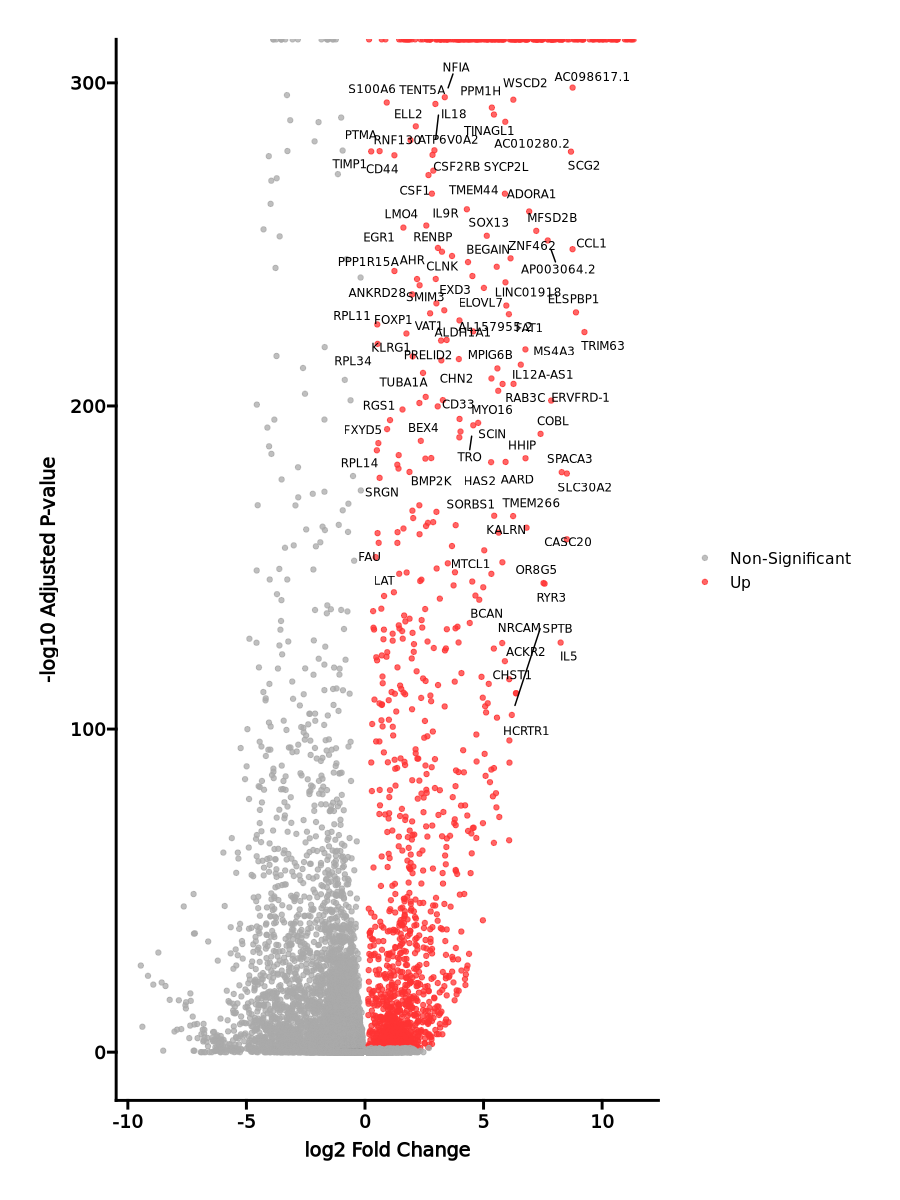 NFIA
AC098617.1
WSCD2
300
S100A6 TENT5A PPM1H
ELL2 IL18
TINAGL1
PTMA RNF130 ATP6V0A2
AC010280.2
TIMP1 CD44 CSF2RB SYCP2L SCG2
CSF1 TMEM44 ADORA1
LMO4 IL9R MFSD2B
SOX13
EGR1 RENBP
BEGAIN ZNF462 CCL1
PPP1R15A AHR CLNK AP003064.2
ANKRD28 SMIM3 EXD3 LINC01918
ELOVL7 ELSPBP1
RPL11 FOXP1 VAT1 AL157955.2 FAT1
ALDH1A1
KLRG1 TRIM63
RPL34 PRELID2 MPIG6B MS4A3
TUBA1A CHN2 IL12A-AS1
200
RGS1 CD33 MYO16 RAB3C ERVFRD-1
FXYD5 BEX4 SCIN COBL
HHIP
RPL14 TRO SPACA3
SRGN BMP2K HAS2 AARD SLC30A2
SORBS1 TMEM266
KALRN CASC20
FAU MTCL1 OR8G5
LAT RYR3
BCAN
NRCAM SPTB
ACKR2 IL5
CHST1
100
HCRTR1
0
-10 -5 0 5 10
log2 Fold Change
-log10 Adjusted P-value
Non-Significant
Up